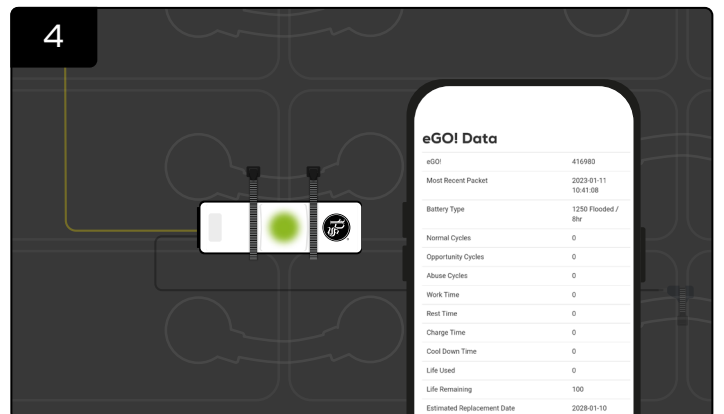 4
eGO! Data
eGO! 416980
Most Recent Packet 2023-01-11
10:41:08
Battery Type 1250 Flooded /
8hr
Normal Cycles 0
Opportunity Cycles 0
Abuse Cycles 0
Work Time 0
Rest Time 0
Charge Time 0
Cool Down Time 0
Life Used 0
Life Remaining 100
Estimated Replacement Date 2028-01-10